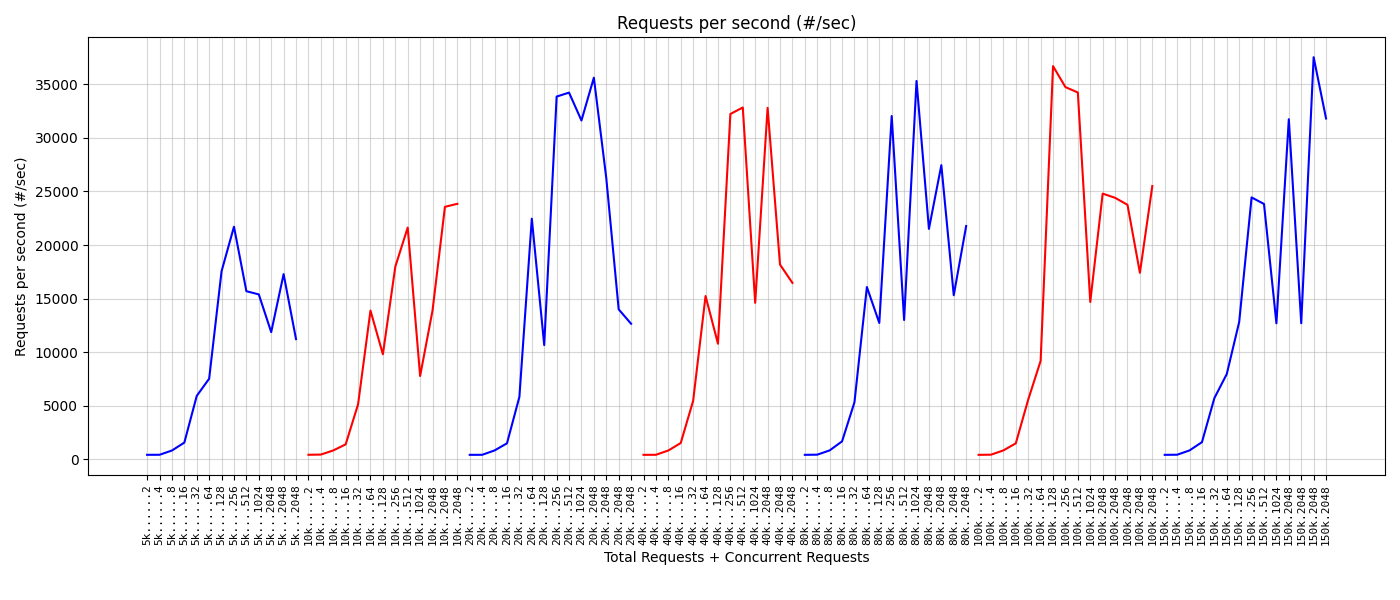 Requests per second (#/sec)
Requests per second (#/sec)
35000
30000
25000
20000
15000
10000
5000
0
5k......2
5k......4
5k......8
5k.....16
5k.....32
5k.....64
5k....128
5k....256
5k....512
5k...1024
5k...2048
5k...2048
5k...2048
10k.....2
10k.....4
10k.....8
10k....16
10k....32
10k....64
10k...128
10k...256
10k...512
10k..1024
10k..2048
10k..2048
10k..2048
20k.....2
20k.....4
20k.....8
20k....16
20k....32
20k....64
20k...128
20k...256
20k...512
20k..1024
20k..2048
20k..2048
20k..2048
20k..2048
40k.....2
40k.....4
40k.....8
40k....16
40k....32
40k....64
40k...128
40k...256
40k...512
40k..1024
40k..2048
40k..2048
40k..2048
80k.....2
80k.....4
80k.....8
80k....16
80k....32
80k....64
80k...128
80k...256
80k...512
80k..1024
80k..2048
80k..2048
80k..2048
80k..2048
100k....2
100k....4
100k....8
100k...16
100k...32
100k...64
100k..128
100k..256
100k..512
100k.1024
100k.2048
100k.2048
100k.2048
100k.2048
100k.2048
150k....2
150k....4
150k....8
150k...16
150k...32
150k...64
150k..128
150k..256
150k..512
150k.1024
150k.2048
150k.2048
150k.2048
150k.2048
Total Requests + Concurrent Requests